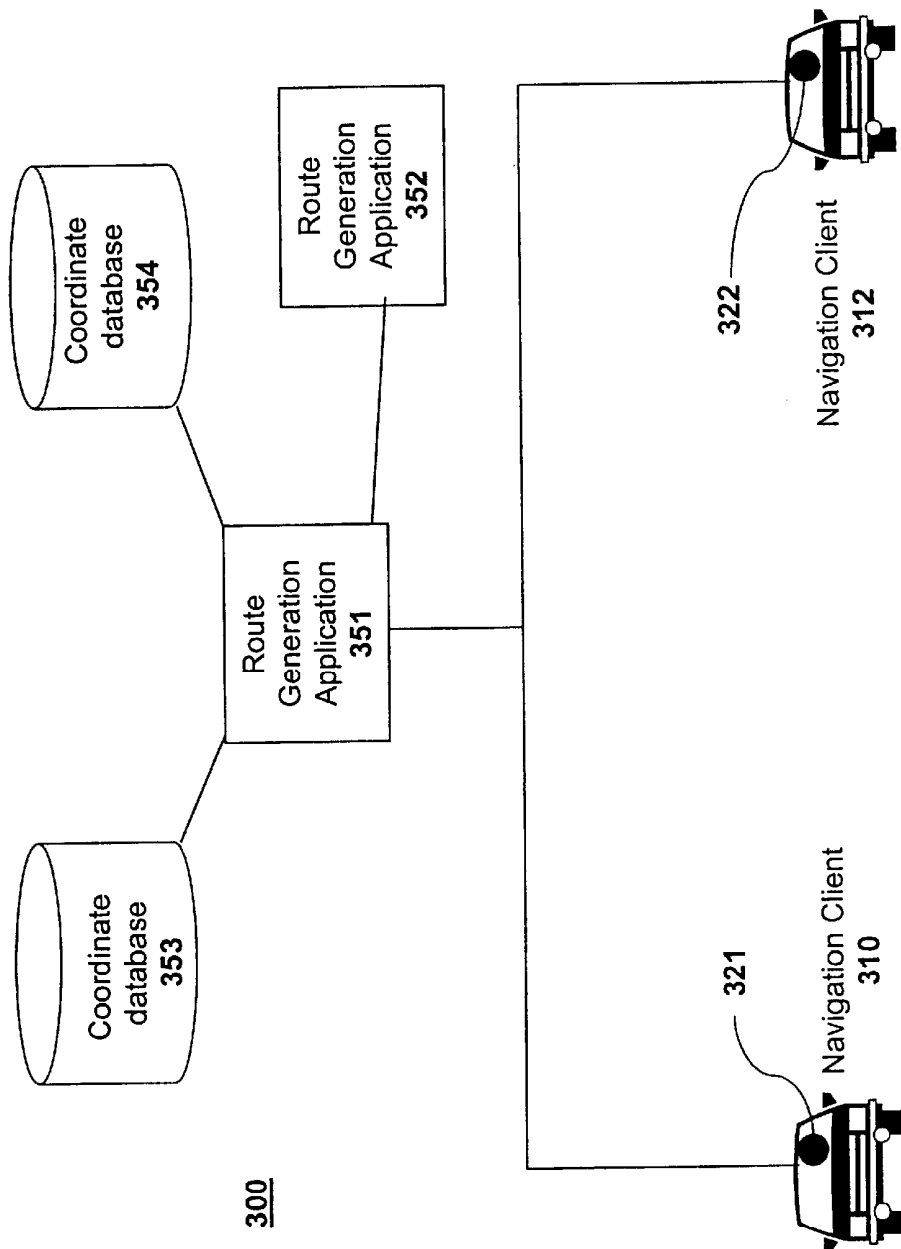 300
Coordinate
database
353
Coordinate
database
354
Route
Generation
Application
351
Route
Generation
Application
352
321
Navigation Client
310
322
Navigation Client
312